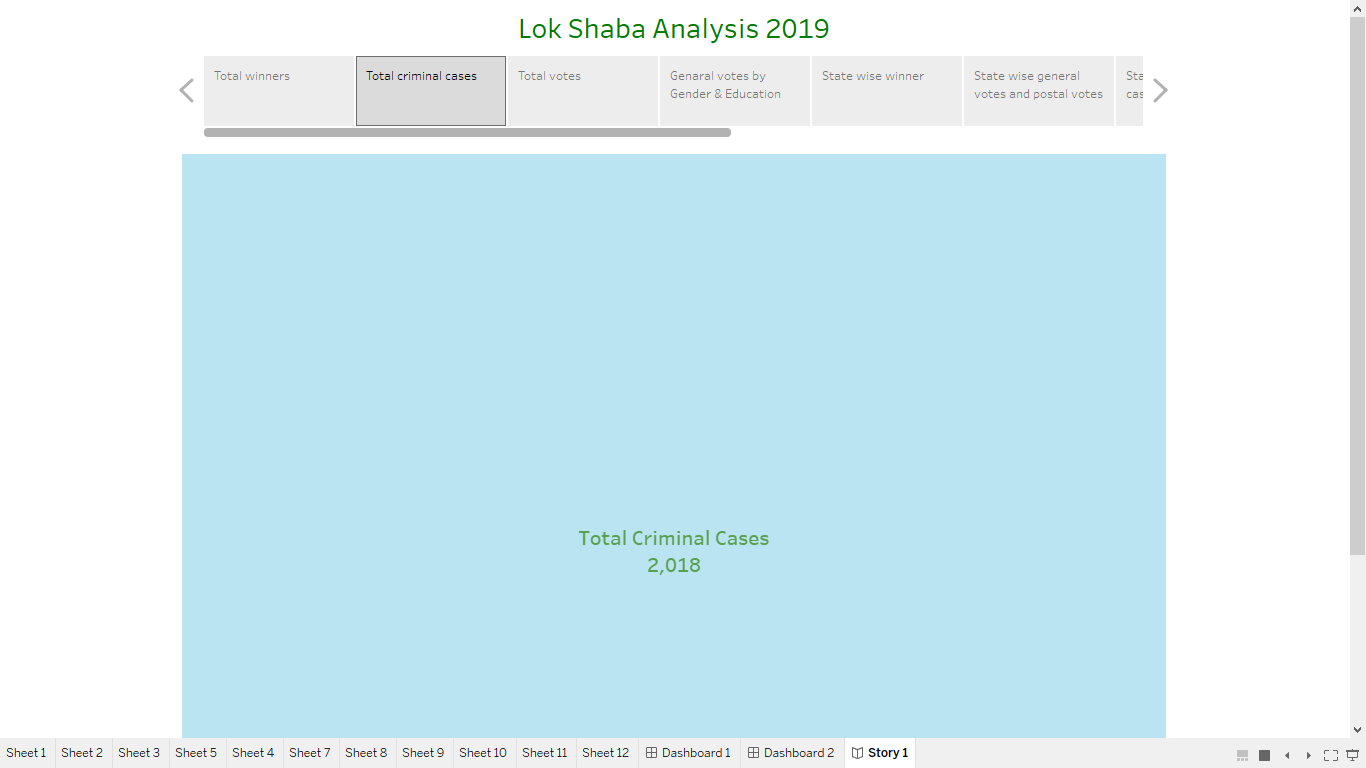 Lok Shaba Analysis 2019
Total winners
Total criminal cases
Total votes
Genaral votes by
Gender & Education
State wise winner
State wise general
votes and postal votes
Total Criminal Cases
2,018
Sheet 1
Sheet 2
Sheet 3
Sheet 5
Sheet 4
Sheet 7
Sheet 8
Sheet 9
Sheet 10
Sheet 11
Sheet 12
Dashboard 1
Dashboard 2
Story 1